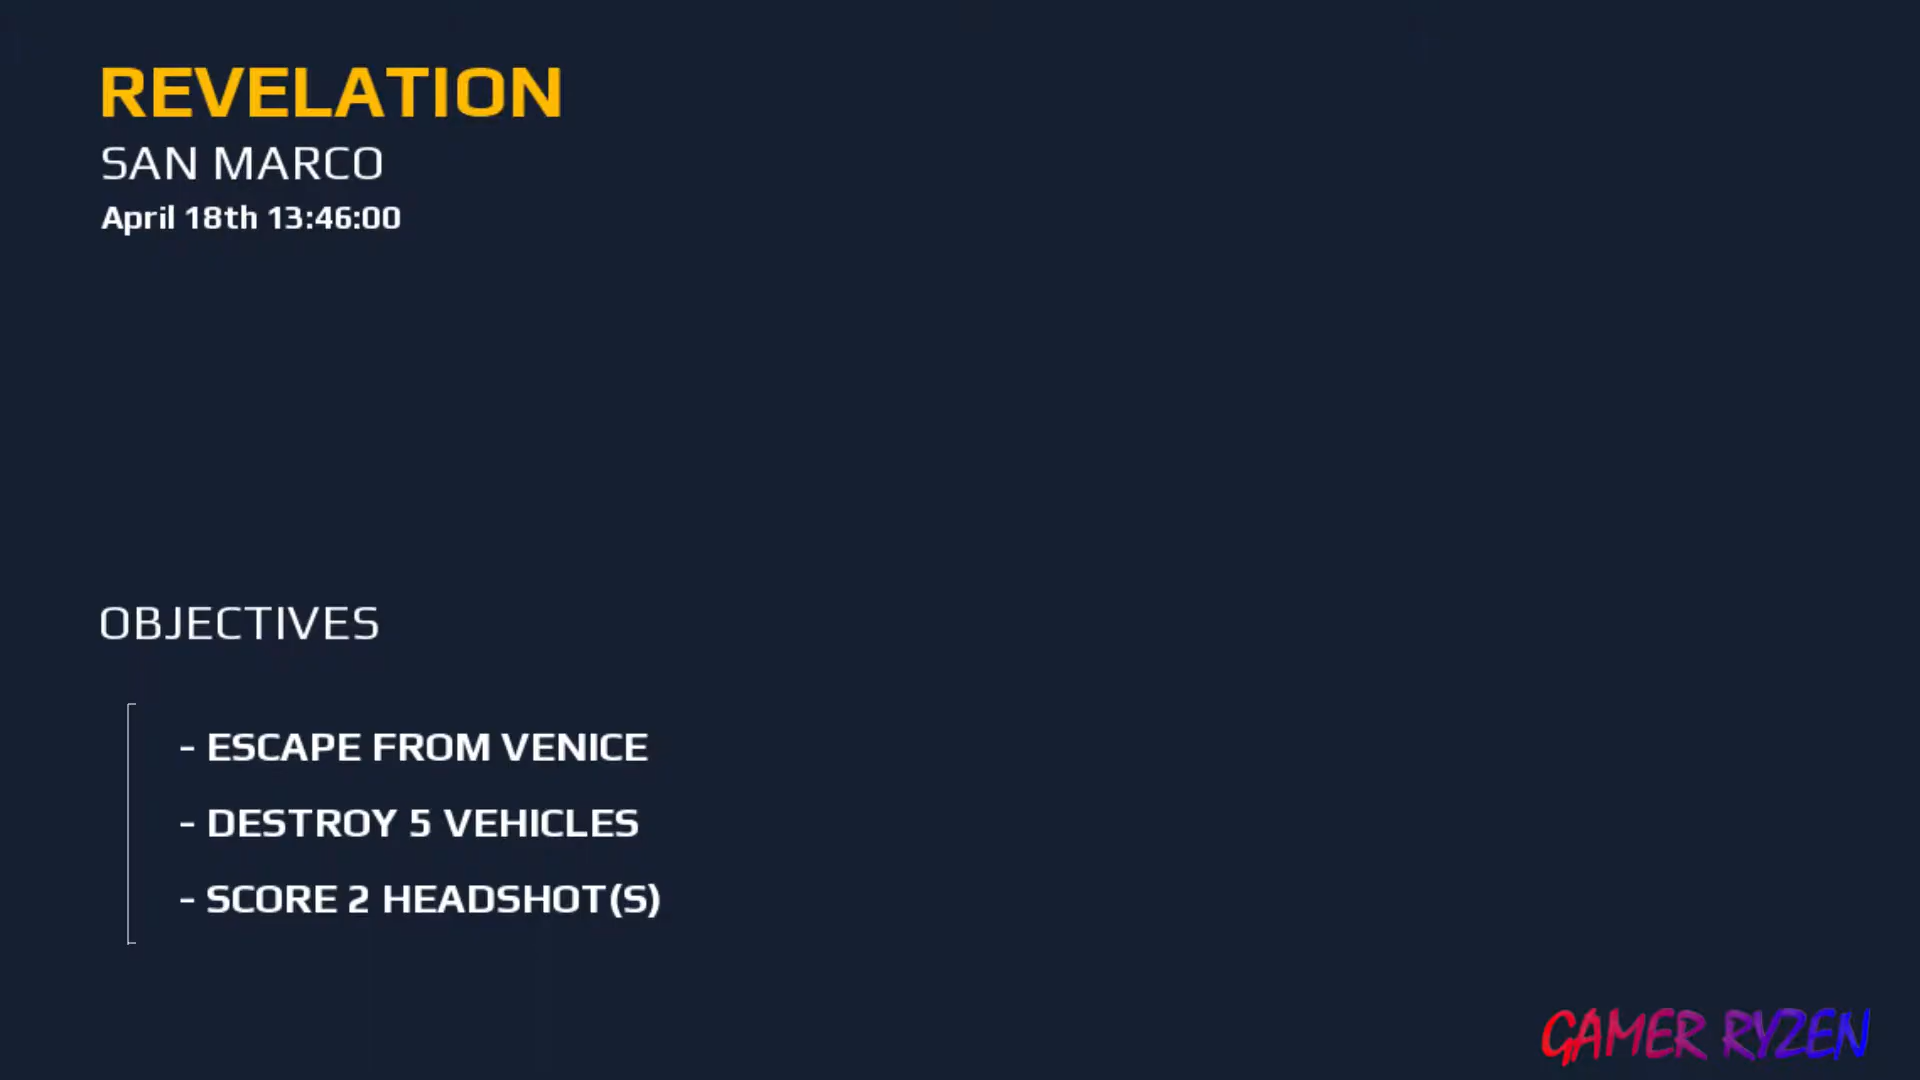 REVELATION
SAN MARCO
April 18th 13:46:00
OBJECTIVES
- ESCAPE FROM VENICE
- DESTROY 5 VEHICLES
- SCORE 2 HEADSHOT(S)
GAMER RYZEN